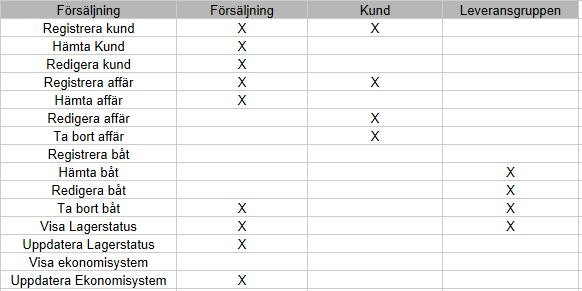 Försäljning Försäljning Kund Leveransgruppen
Registrera kund X X
Hämta Kund X
Redigera kund X
Registrera affär X X
Hämta affär X
Redigera affär X
Ta bort affär X
Registrera båt
Hämta båt X
Redigera båt X
Ta bort båt X X
Visa Lagerstatus X X
Uppdatera Lagerstatus X
Visa ekonomisystem
Uppdatera Ekonomisystem X